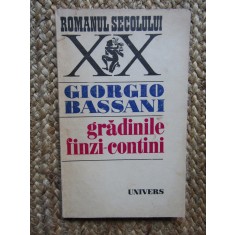 ROMANUL SECOLULUI
XX
GIORGIO
BASSANI
grădinile
finzi-contini
UNIVERS